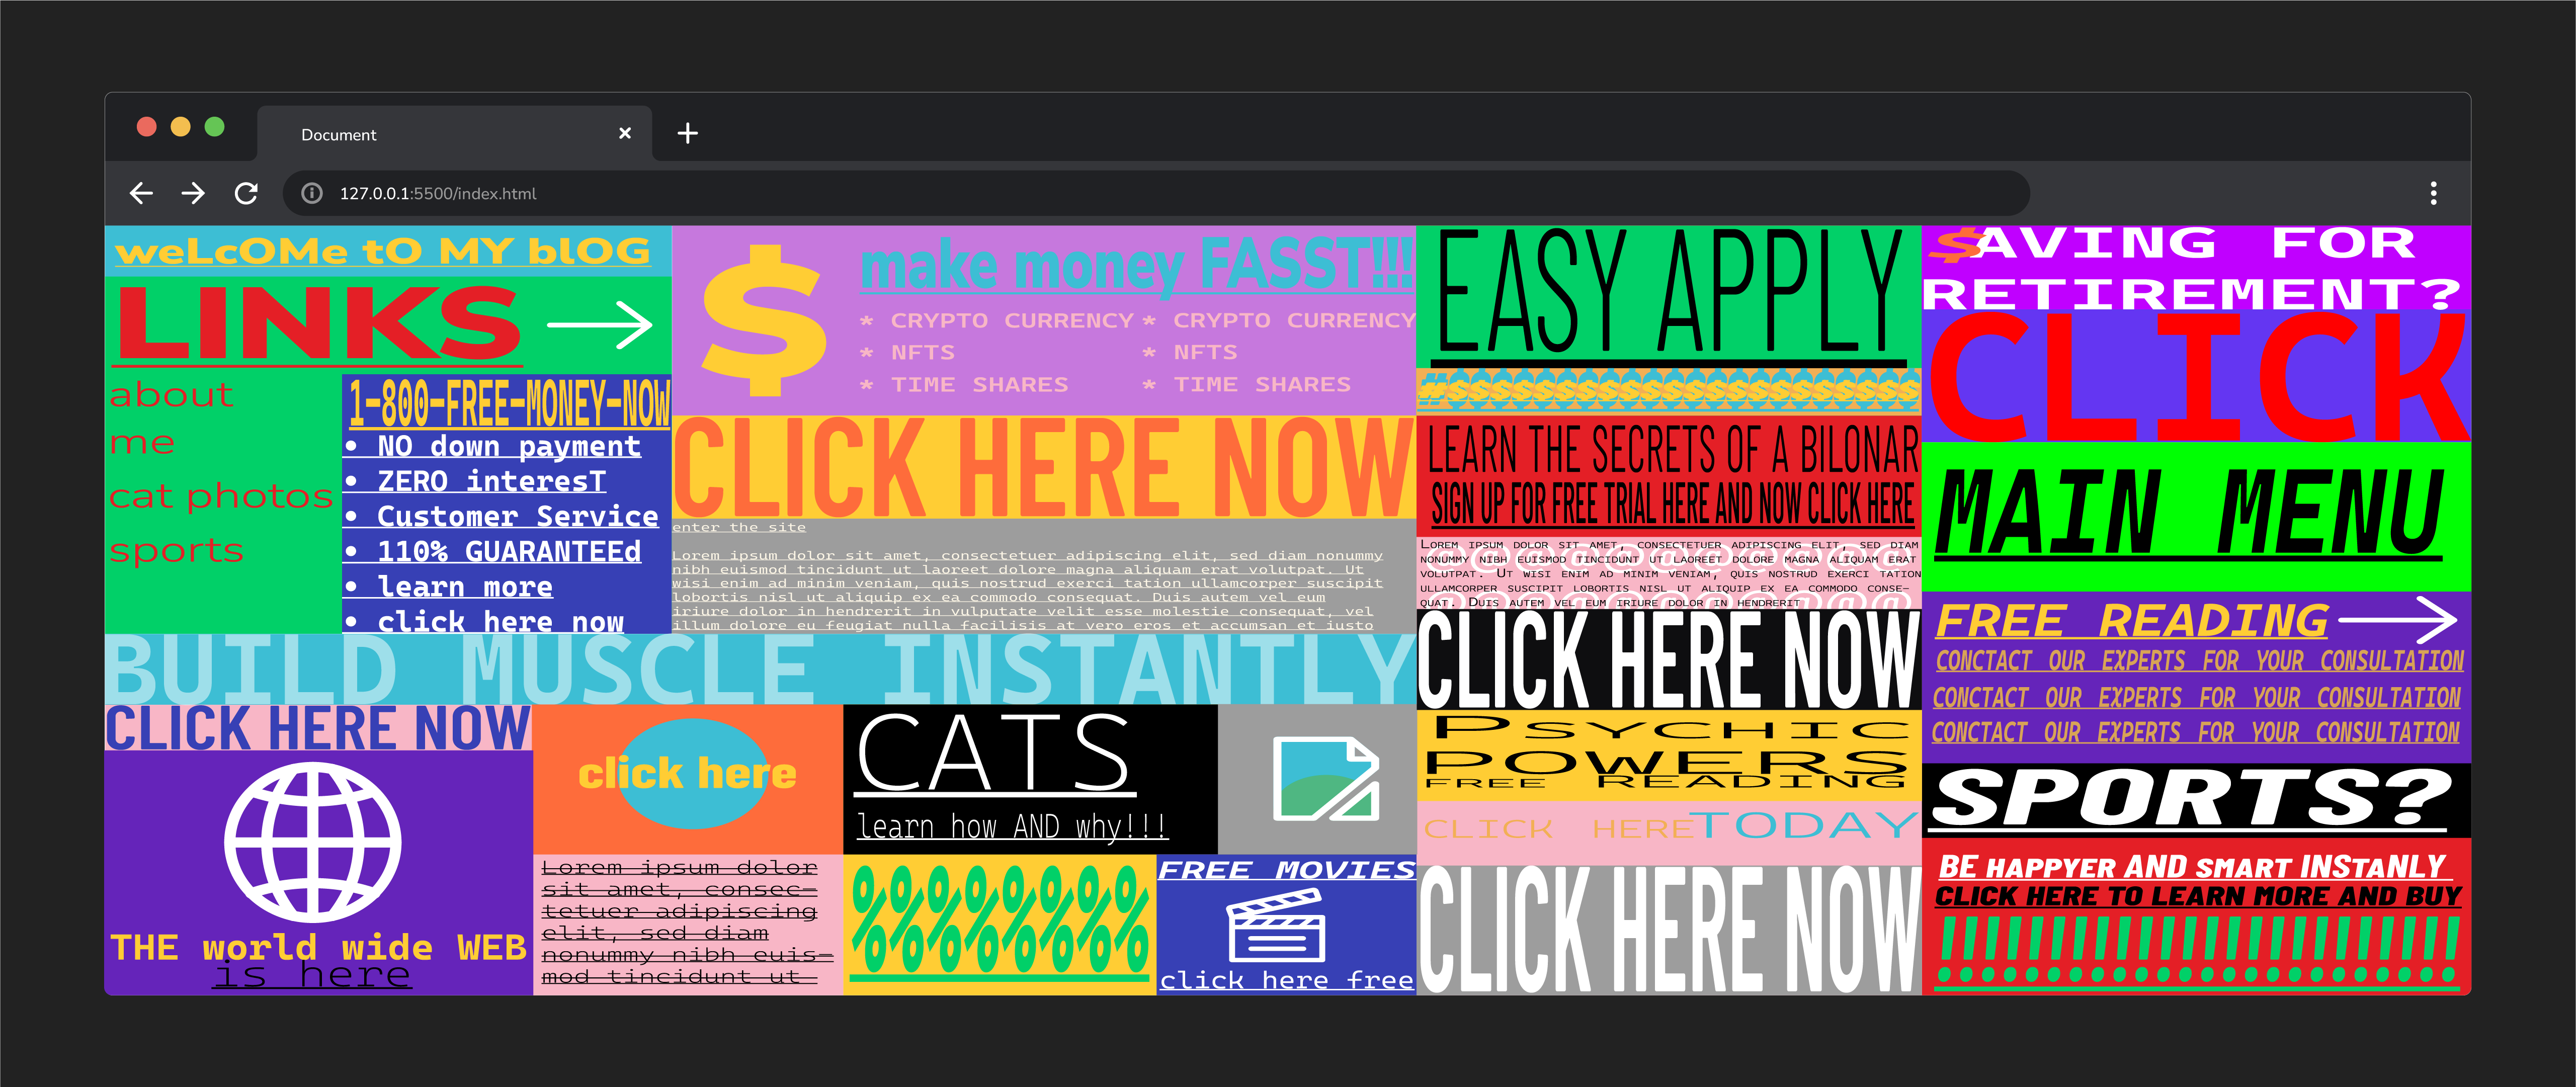 Document
127.0.0.1:5500/index.html
weLcOMe tO MY blOG
LINKS
about
me
cat photos
sports
1-800-FREE-MONEY-NOW
• NO down payment
• ZERO interesT
• Customer Service
• 110% GUARANTEEd
• learn more
• click here now
$
make money FASST!!!
* CRYPTO CURRENCY
* NFTS
* TIME SHARES
* CRYPTO CURRENCY
* NFTS
* TIME SHARES
CLICK HERE NOW
enter the site
Lorem ipsum dolor sit amet, consectetuer adipiscing elit, sed diam nonummy
nibh euismod tincidunt ut laoreet dolore magna aliquam erat volutpat. Ut
wisi enim ad minim veniam, quis nostrud exerci tation ullamcorper suscipit
lobortis nisl ut aliquip ex ea commodo consequat. Duis autem vel eum
iriure dolor in hendrerit in vulputate velit esse molestie consequat, vel
illum dolore eu feugiat nulla facilisis at vero eros et accumsan et iusto
BUILD MUSCLE INSTANTLY
CLICK HERE NOW
THE world wide WEB
is here
click here
Lorem ipsum dolor
sit amet, consec-
tetuer adipiscing
elit, sed diam
nonummy nibh euis-
mod tincidunt ut
CATS
learn how AND why!!!
%%%%%%%%
FREE MOVIES
click here free
EASY APPLY
LEARN THE SECRETS OF A BILONAR
SIGN UP FOR FREE TRIAL HERE AND NOW CLICK HERE
Lorem ipsum dolor sit amet, consectetuer adipiscing elit, sed diam
nonummy nibh euismod tincidunt ut laoreet dolore magna aliquam erat
volutpat. Ut wisi enim ad minim veniam, quis nostrud exerci tation
ullamcorper suscipit lobortis nisl ut aliquip ex ea commodo conse-
quat. Duis autem vel eum iriure dolor in hendrerit
CLICK HERE NOW
Psychic
powers
free reading
CLICK HERE TODAY
CLICK HERE NOW
$AVING FOR
RETIREMENT?
CLICK
MAIN MENU
FREE READING
CONCTACT OUR EXPERTS FOR YOUR CONSULTATION
CONCTACT OUR EXPERTS FOR YOUR CONSULTATION
CONCTACT OUR EXPERTS FOR YOUR CONSULTATION
SPORTS?
BE HAPPYER AND SMART INSTaNLY
CLICK HERE TO LEARN MORE AND BUY
!!!!!!!!!!!!!!!!!!!!